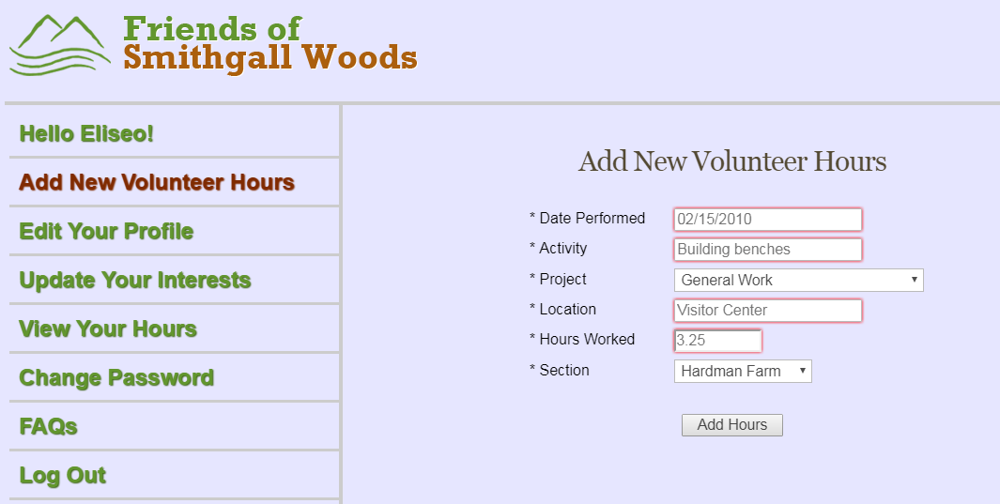 Friends of
Smithgall Woods
Hello Eliseo!
Add New Volunteer Hours
Edit Your Profile
Update Your Interests
View Your Hours
Change Password
FAQs
Log Out
Add New Volunteer Hours
* Date Performed 02/15/2010
* Activity Building benches
* Project General Work
* Location Visitor Center
* Hours Worked 3.25
* Section Hardman Farm
Add Hours